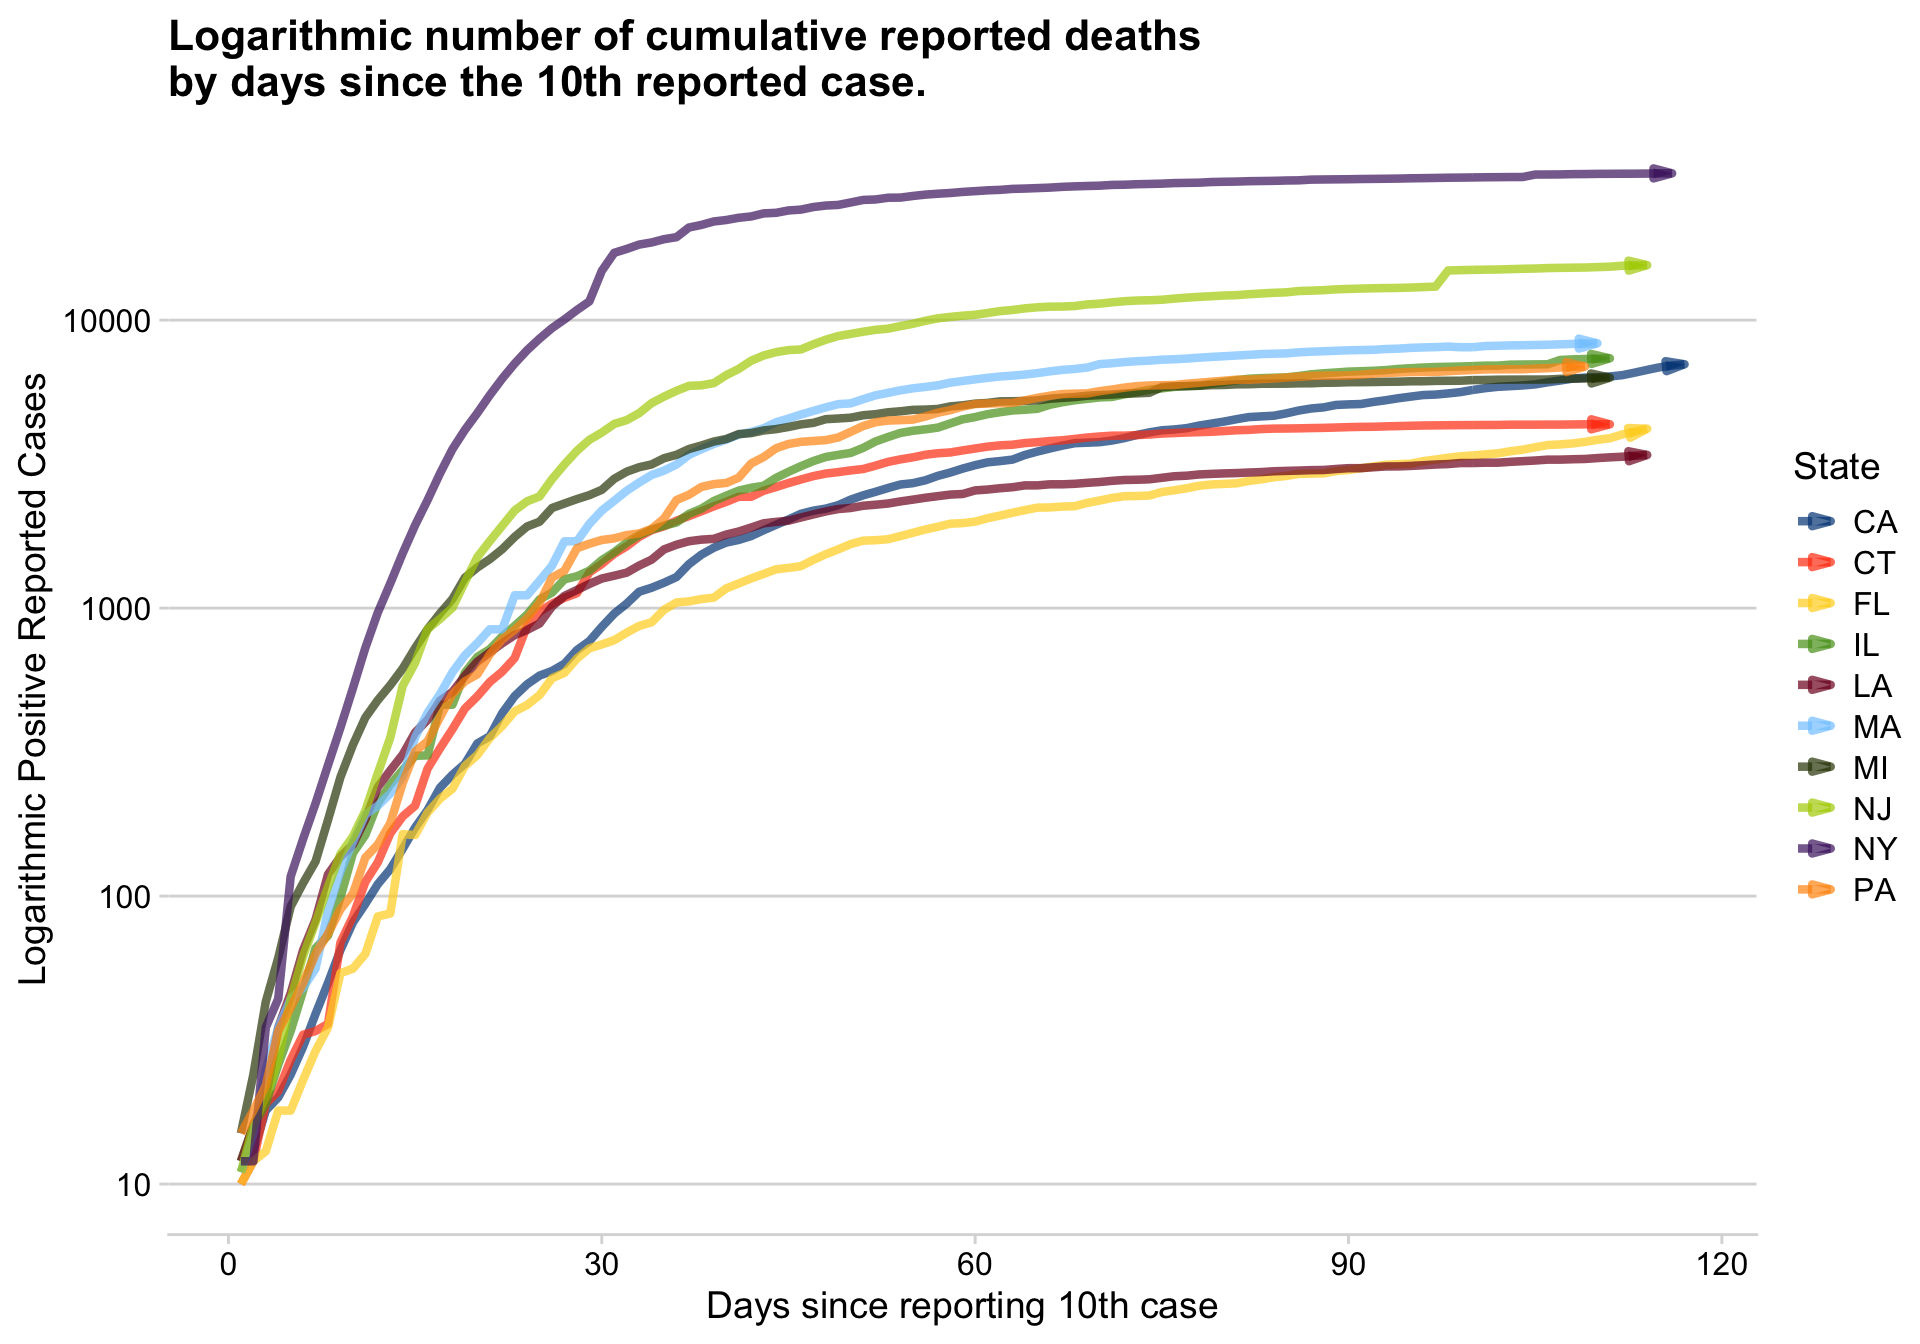 Logarithmic number of cumulative reported deaths
by days since the 10th reported case.
Logarithmic Positive Reported Cases
10000
1000
100
10
0
30
60
90
120
Days since reporting 10th case
State
CA
CT
FL
IL
LA
MA
MI
NJ
NY
PA